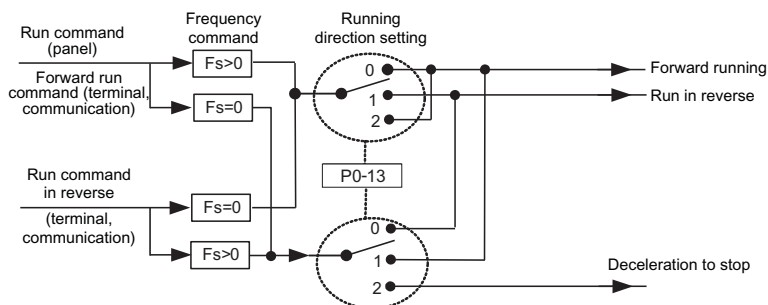 Run command
(panel)
Forward run
command (terminal,
communication)
Run command
in reverse
(terminal,
communication)
Frequency
command
Fs>0
Fs=0
Fs=0
Fs>0
Running
direction setting
0
1
2
P0-13
0
1
2
Forward running
Run in reverse
Deceleration to stop